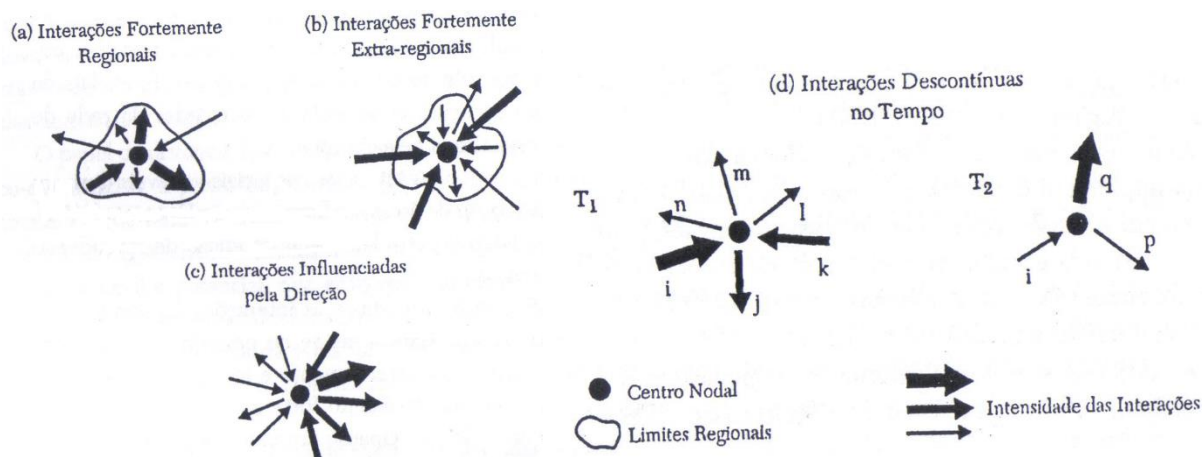 (a) Interações Fortemente
Regionais
(b) Interações Fortemente
Extra-regionais
(c) Interações Influenciadas
pela Direção
(d) Interações Descontínuas
no Tempo
T1
m
n
l
k
i
j
T2
q
i
p
Centro Nodal
Limites Regionais
Intensidade das Interações